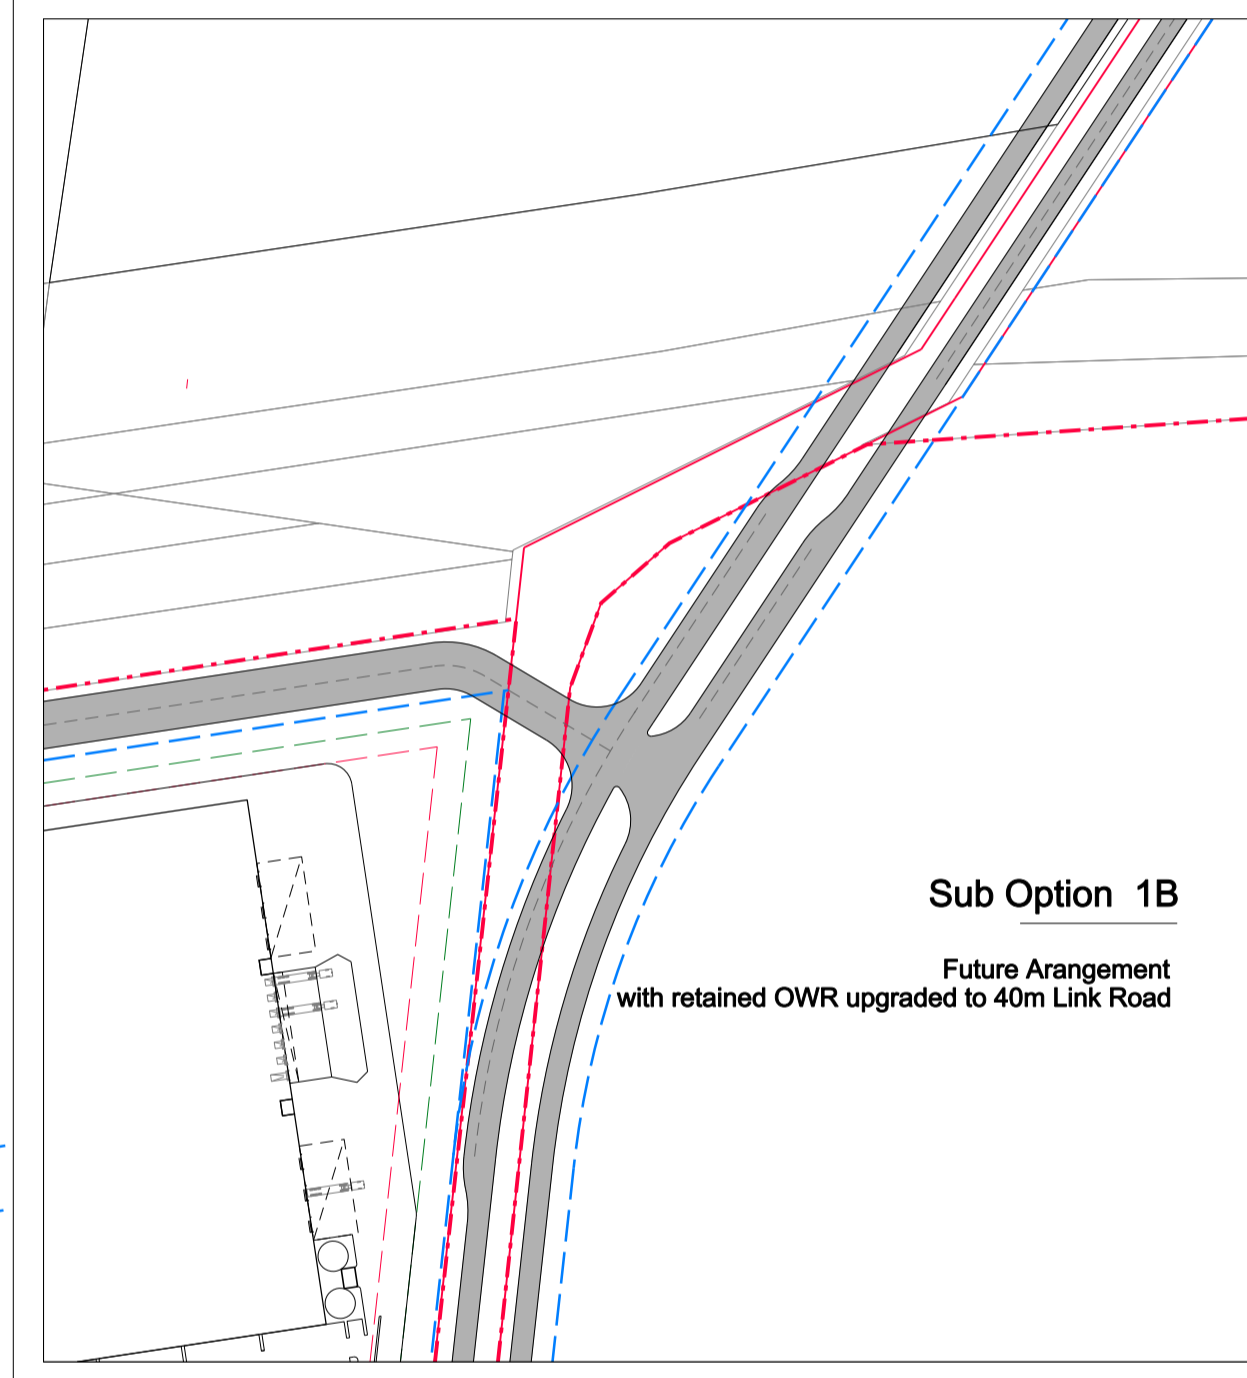 Sub Option 1B
Future Arangement
with retained OWR upgraded to 40m Link Road